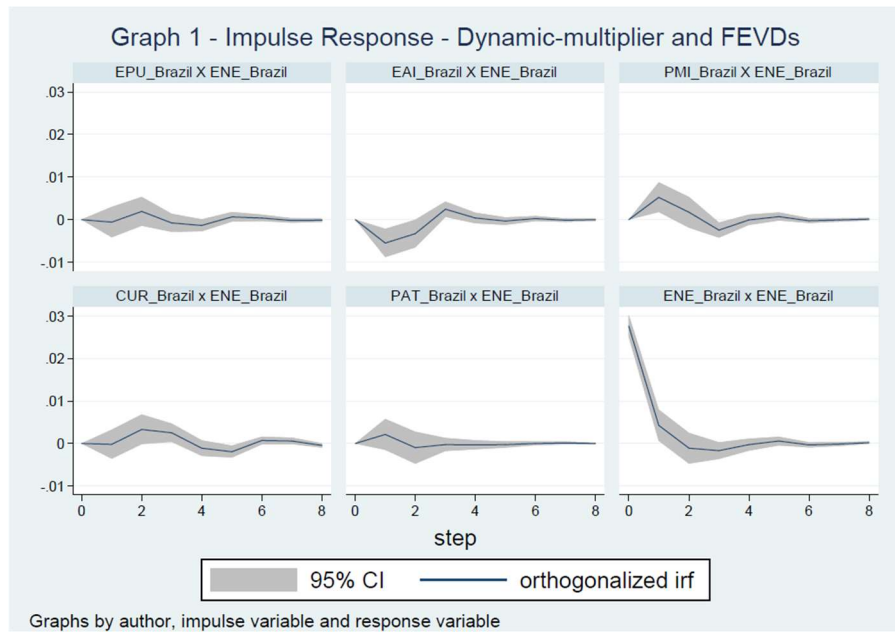 Graph 1 - Impulse Response - Dynamic-multiplier and FEVDs
EPU_Brazil X ENE_Brazil
EAI_Brazil X ENE_Brazil
PMI_Brazil X ENE_Brazil
.03
.02
.01
0
-.01
CUR_Brazil x ENE_Brazil
PAT_Brazil x ENE_Brazil
ENE_Brazil x ENE_Brazil
.03
.02
.01
0
-.01
0 2 4 6 8
0 2 4 6 8
0 2 4 6 8
step
95% CI
orthogonalized irf
Graphs by author, impulse variable and response variable